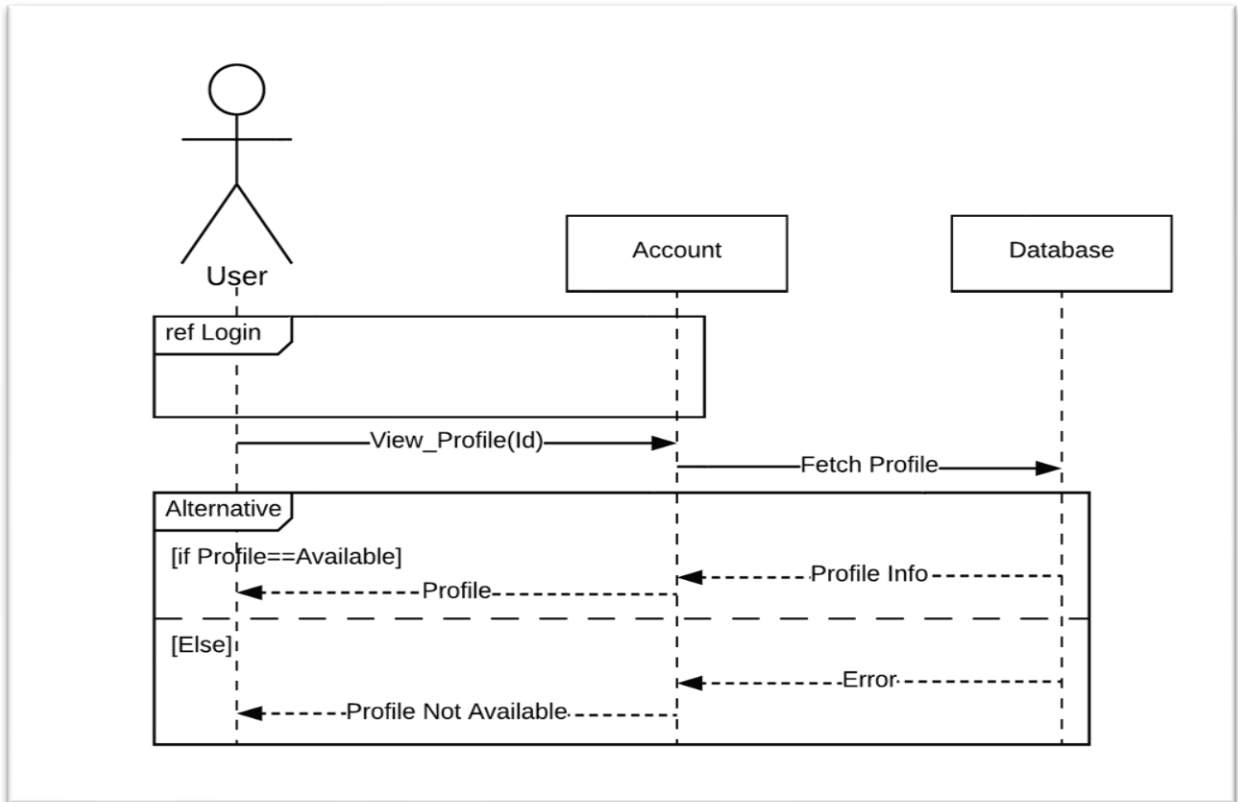 User
Account
Database
ref Login
View_Profile(Id)
Fetch Profile
Alternative
[if Profile==Available]
Profile Info
Profile
[Else]
Error
Profile Not Available